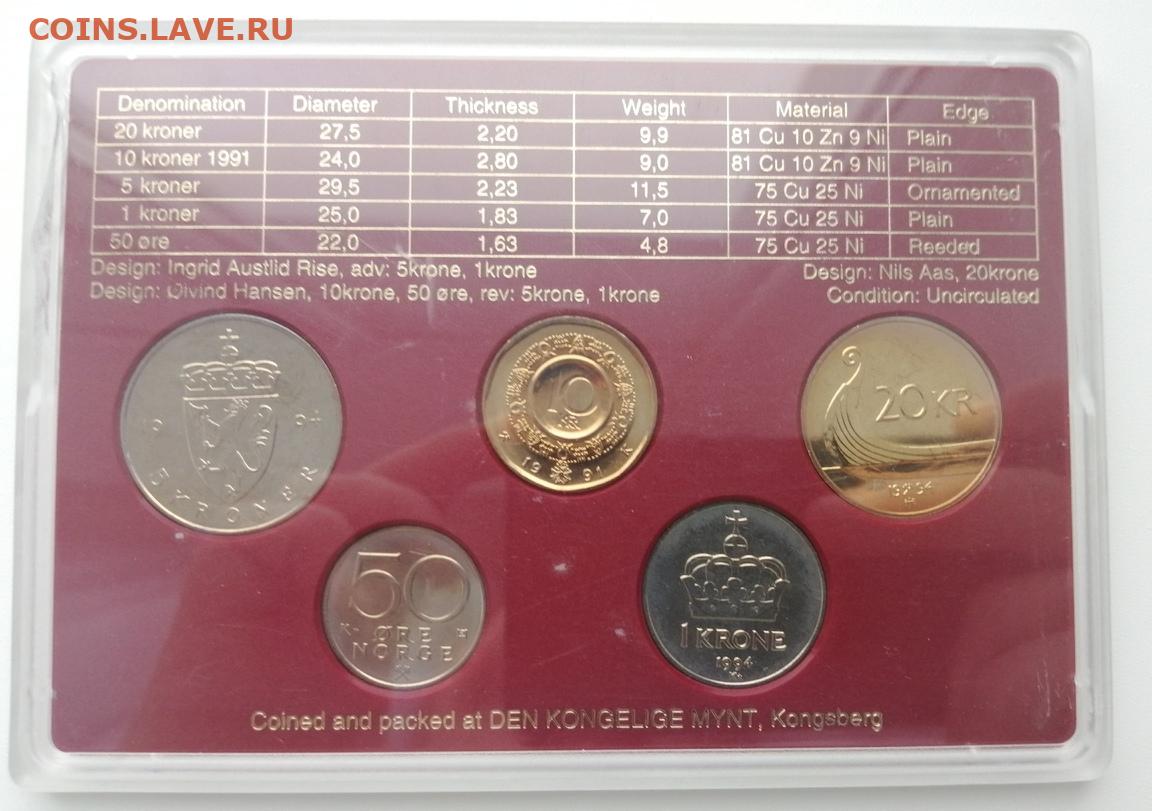 COINS.LAVE.RU
Denomination Diameter Thickness Weight Material Edge
20 kroner 27,5 2,20 9,9 81 Cu 10 Zn 9 Ni Plain
10 kroner 1991 24,0 2,80 9,0 81 Cu 10 Zn 9 Ni Plain
5 kroner 29,5 2,23 11,5 75 Cu 25 Ni Ornamented
1 kroner 25,0 1,83 7,0 75 Cu 25 Ni Plain
50 øre 22,0 1,63 4,8 75 Cu 25 Ni Reeded
Design: Ingrid Austlid Rise, adv: 5krone, 1krone
Design: Nils Aas, 20krone
Design: Øivind Hansen, 10krone, 50 øre, rev: 5krone, 1krone
Condition: Uncirculated
19 94
5 KRONER
10
KR
19 91 K
20 KR
1994
50
K ØRE
NORGE
1 KRONE
1994
Coined and packed at DEN KONGELIGE MYNT, Kongsberg